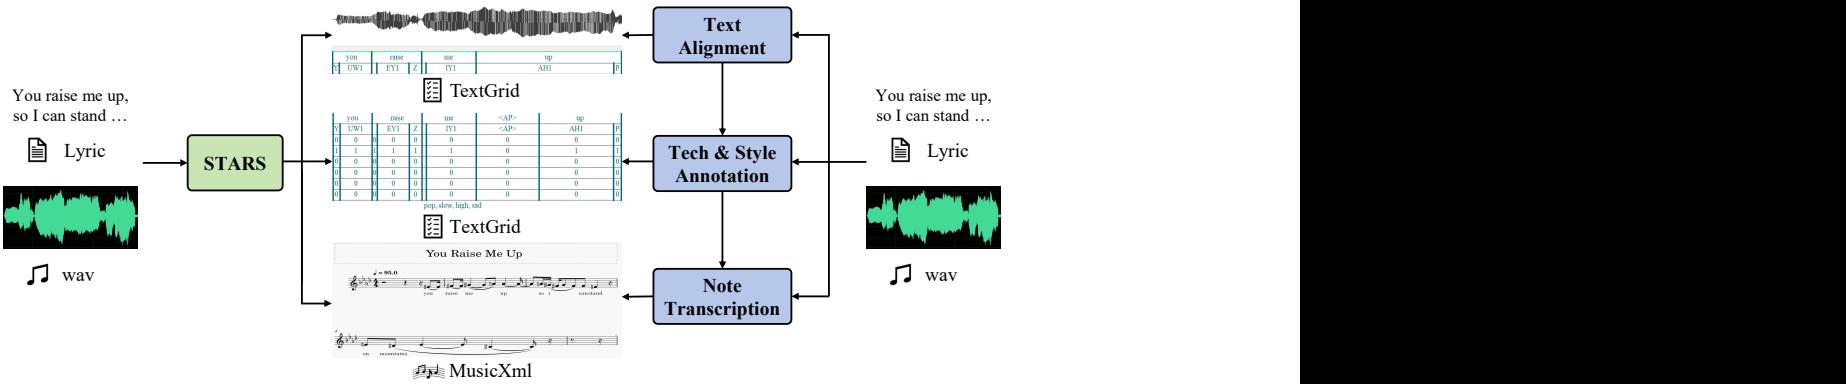 You raise me up,
so I can stand …
Lyric
wav
STARS
you raise me up
Y UW1 EY1 Z IY1 AH1 P
TextGrid
you raise me <AP> up
Y UW1 EY1 Z IY1 <AP> AH1 P
0 0 0 0 0 0 0 0 0
1 1 1 1 1 1 0 1 1
0 0 0 0 0 0 0 0 0
0 0 0 0 0 0 0 0 0
0 0 0 0 0 0 0 0 0
0 0 0 0 0 0 0 0 0
pop, slow, high, sad
TextGrid
You Raise Me Up
♩ = 95.0
you raise me up so i canstand
on mountains
MusicXml
Text
Alignment
Tech & Style
Annotation
Note
Transcription
You raise me up,
so I can stand …
Lyric
wav